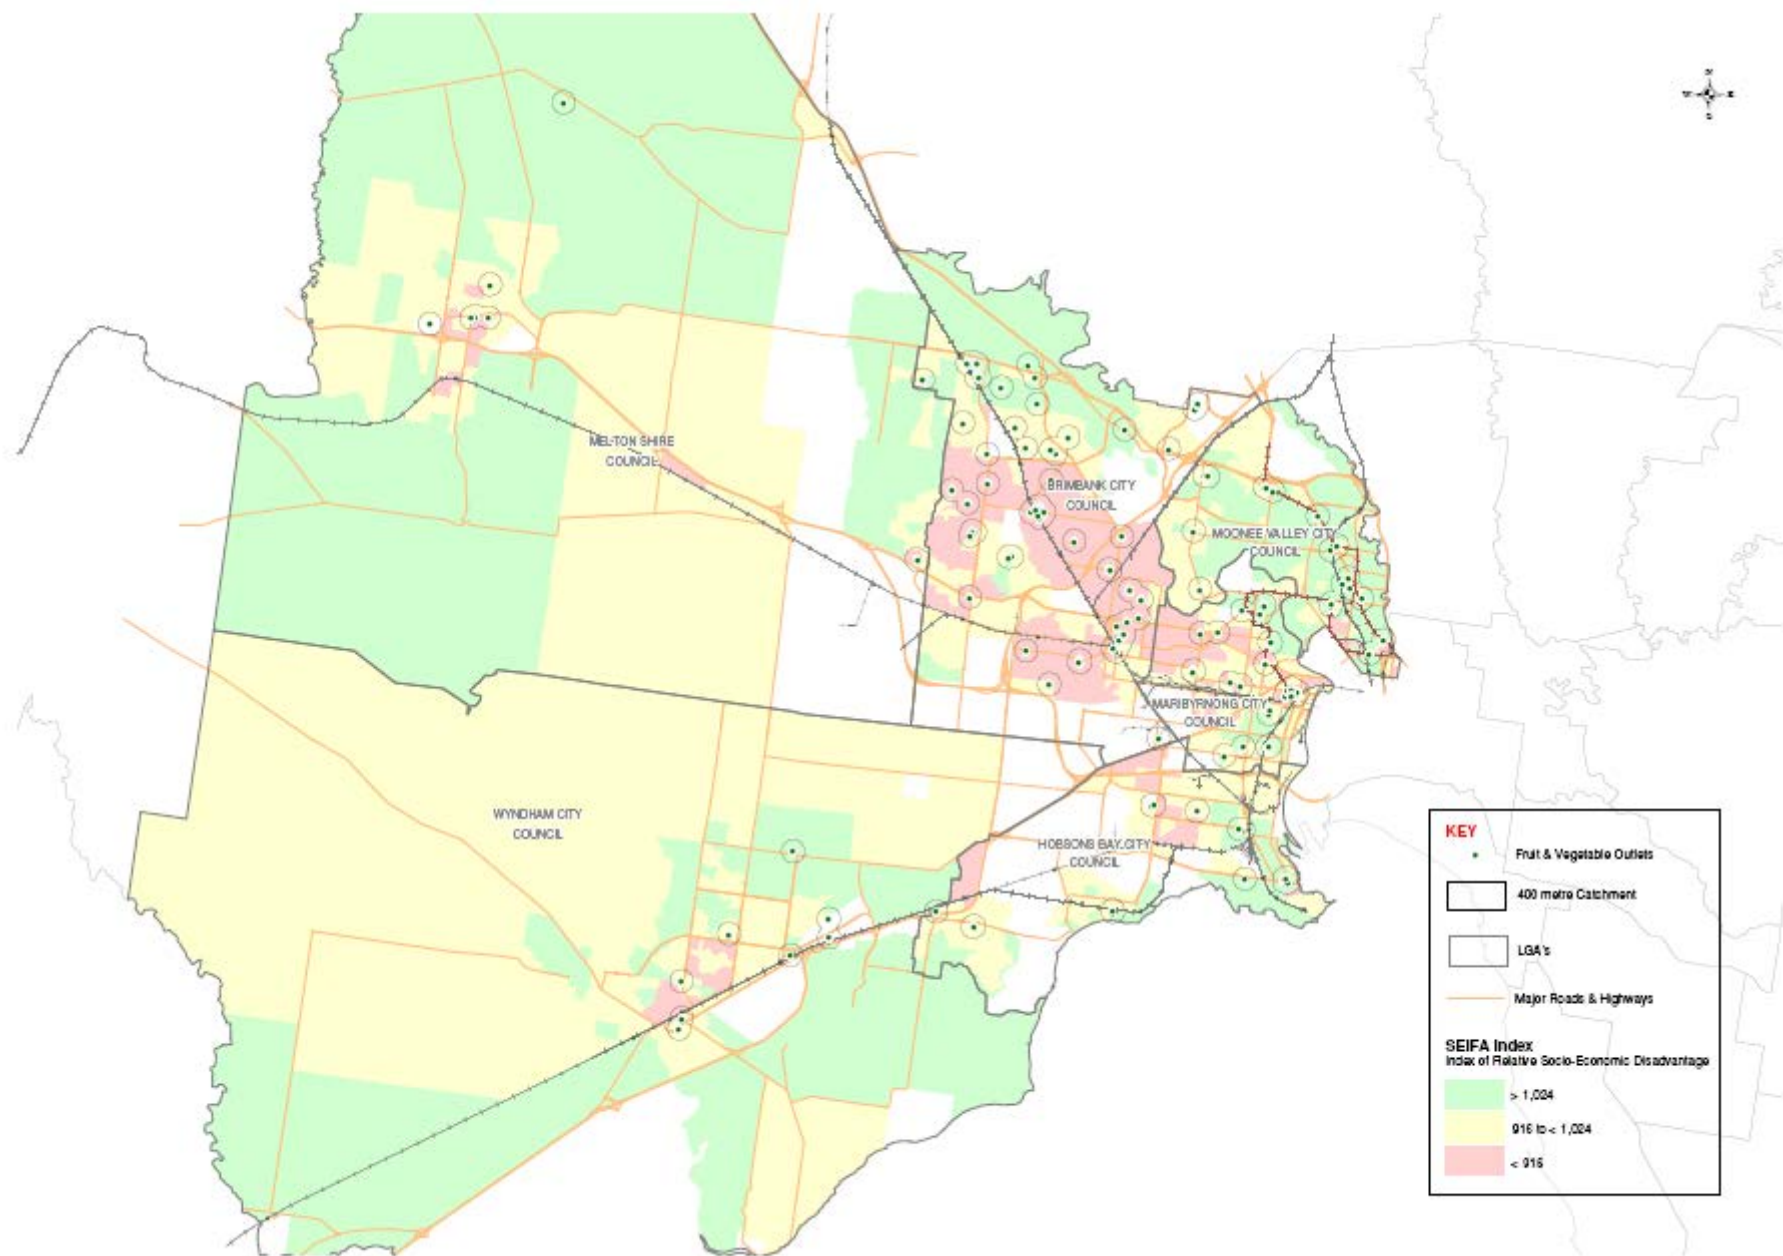 N
W
E
S
MELTON SHIRE
COUNCIL
BRIMBANK CITY
COUNCIL
MOONEE VALLEY CITY
COUNCIL
MARIBYRNONG CITY
COUNCIL
WYNDHAM CITY
COUNCIL
HOBSONS BAY CITY
COUNCIL
KEY
Fruit & Vegetable Outlets
400 metre Catchment
LGA's
Major Roads & Highways
SEIFA Index
Index of Relative Socio-Economic Disadvantage
> 1,024
916 to < 1,024
< 916